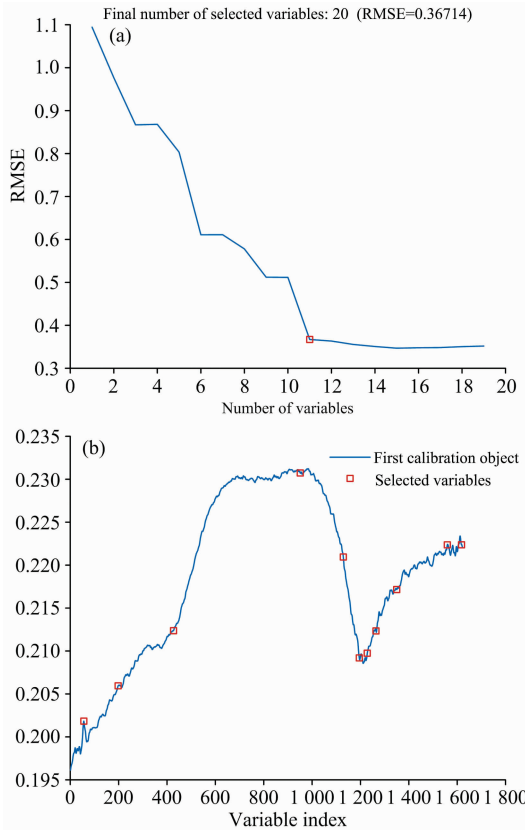 Final number of selected variables: 20 (RMSE=0.36714)
(a)
1.1
1.0
0.9
0.8
0.7
0.6
0.5
0.4
0.3
RMSE
0 2 4 6 8 10 12 14 16 18 20
Number of variables
(b)
0.235
0.230
0.225
0.220
0.215
0.210
0.205
0.200
0.195
First calibration object
Selected variables
0 200 400 600 800 1 000 1 200 1 400 1 600 1 800
Variable index